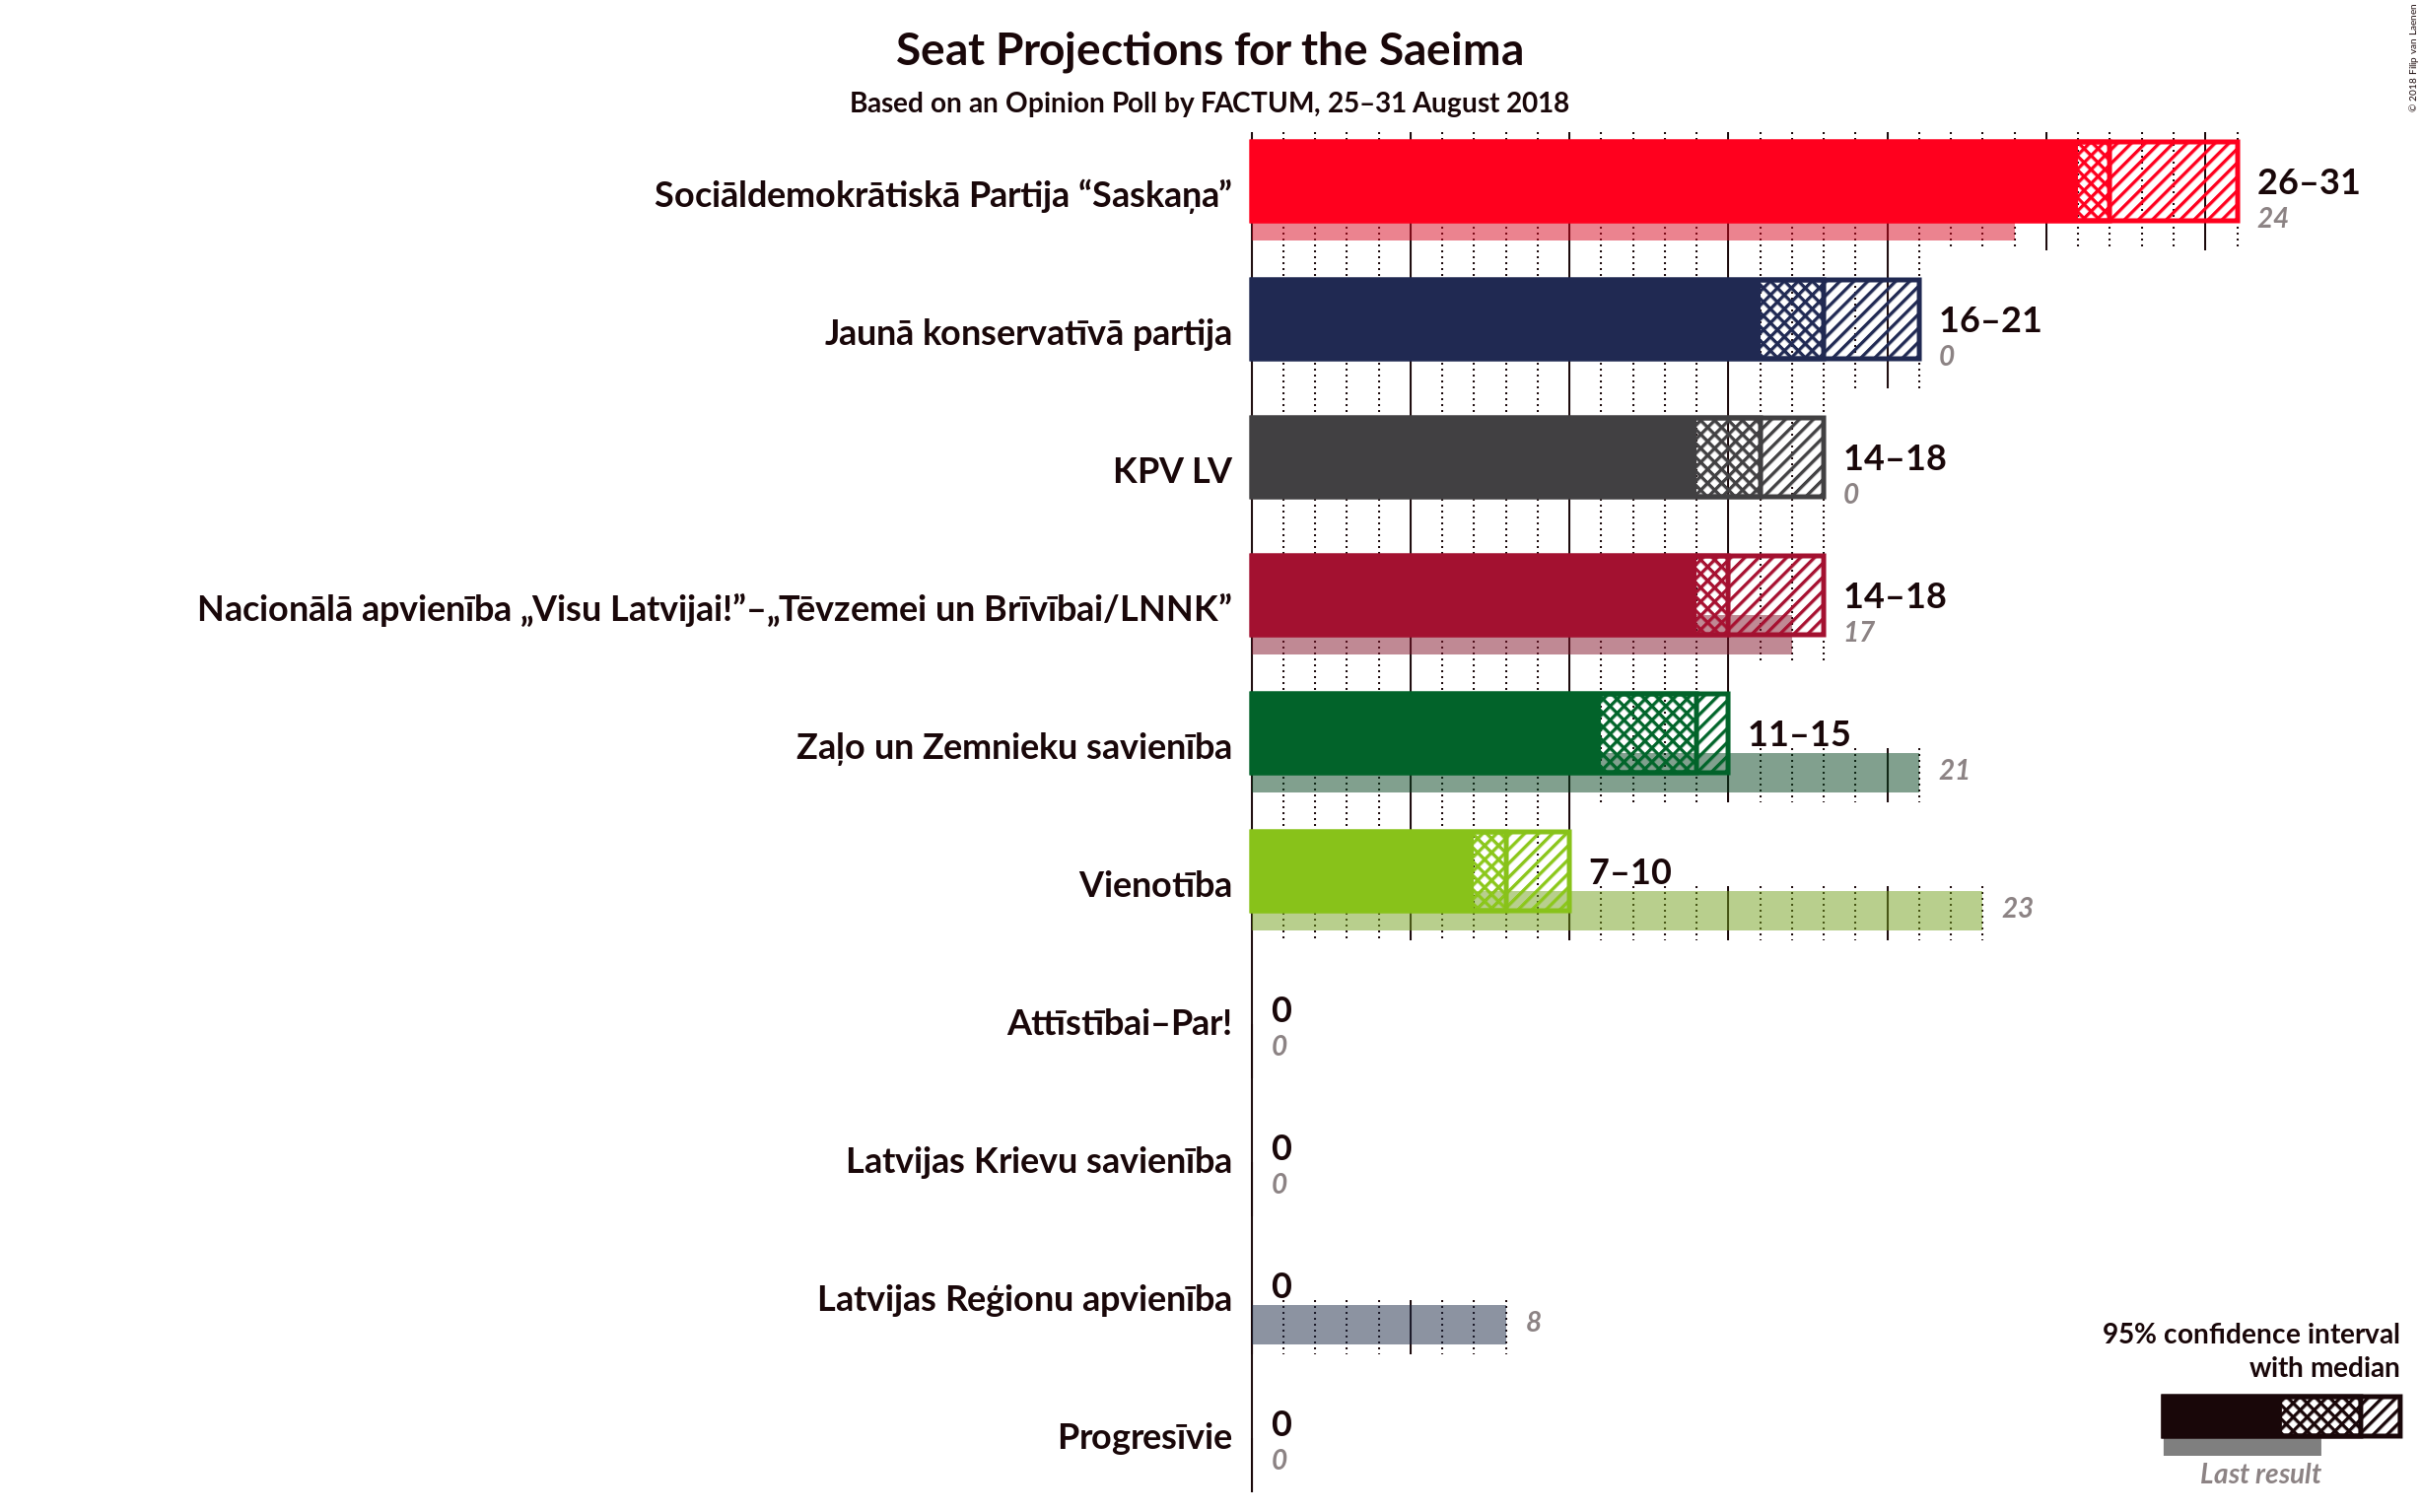 Seat Projections for the Saeima
Based on an Opinion Poll by FACTUM, 25–31 August 2018
© 2018 Filip van Laenen
Sociāldemokrātiskā Partija “Saskaņa”
26–31
24
Jaunā konservatīvā partija
16–21
0
KPV LV
14–18
0
Nacionālā apvienība „Visu Latvijai!”–„Tēvzemei un Brīvībai/LNNK”
14–18
17
Zaļo un Zemnieku savienība
11–15
21
Vienotība
7–10
23
Attīstībai–Par!
0
0
Latvijas Krievu savienība
0
0
Latvijas Reģionu apvienība
0
8
Progresīvie
0
0
95% confidence interval
with median
Last result